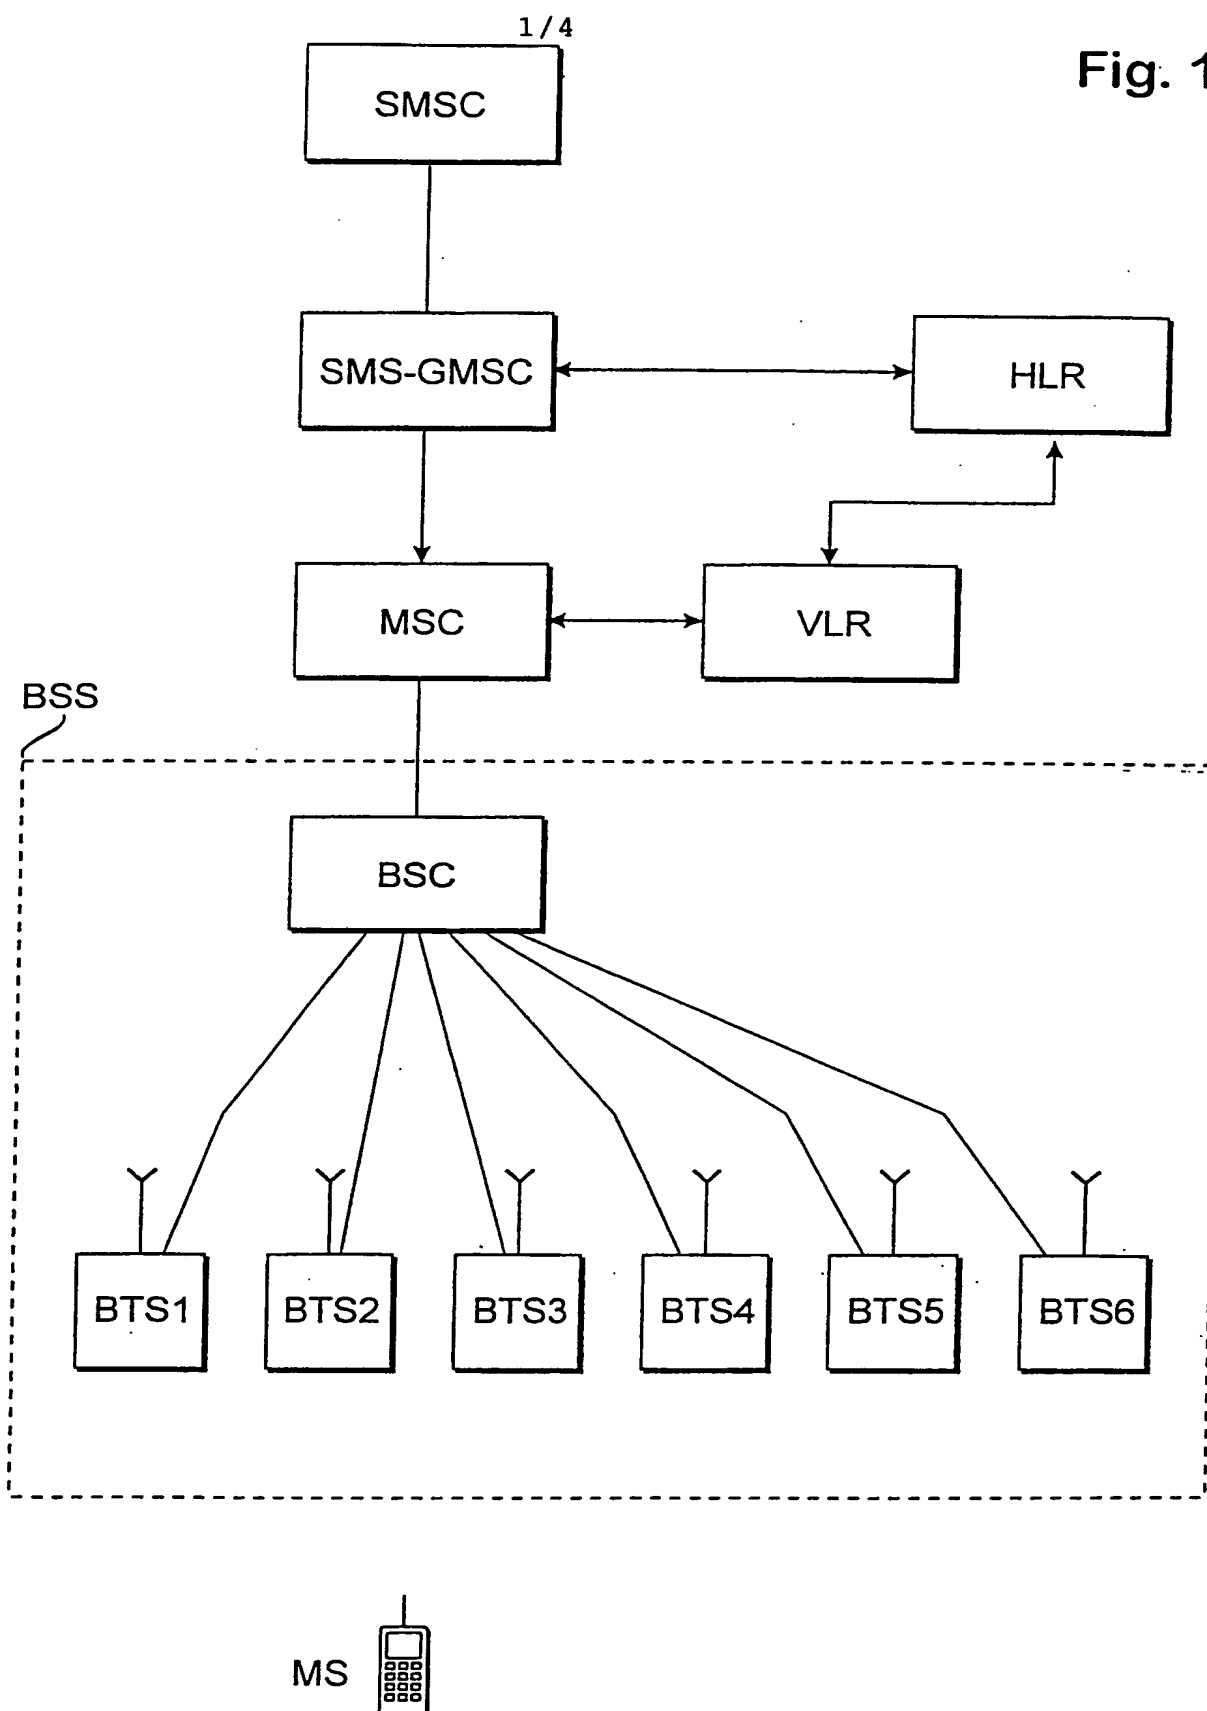 1/4
Fig. 1
SMSC
SMS-GMSC
HLR
MSC
VLR
BSS
BSC
BTS1
BTS2
BTS3
BTS4
BTS5
BTS6
MS